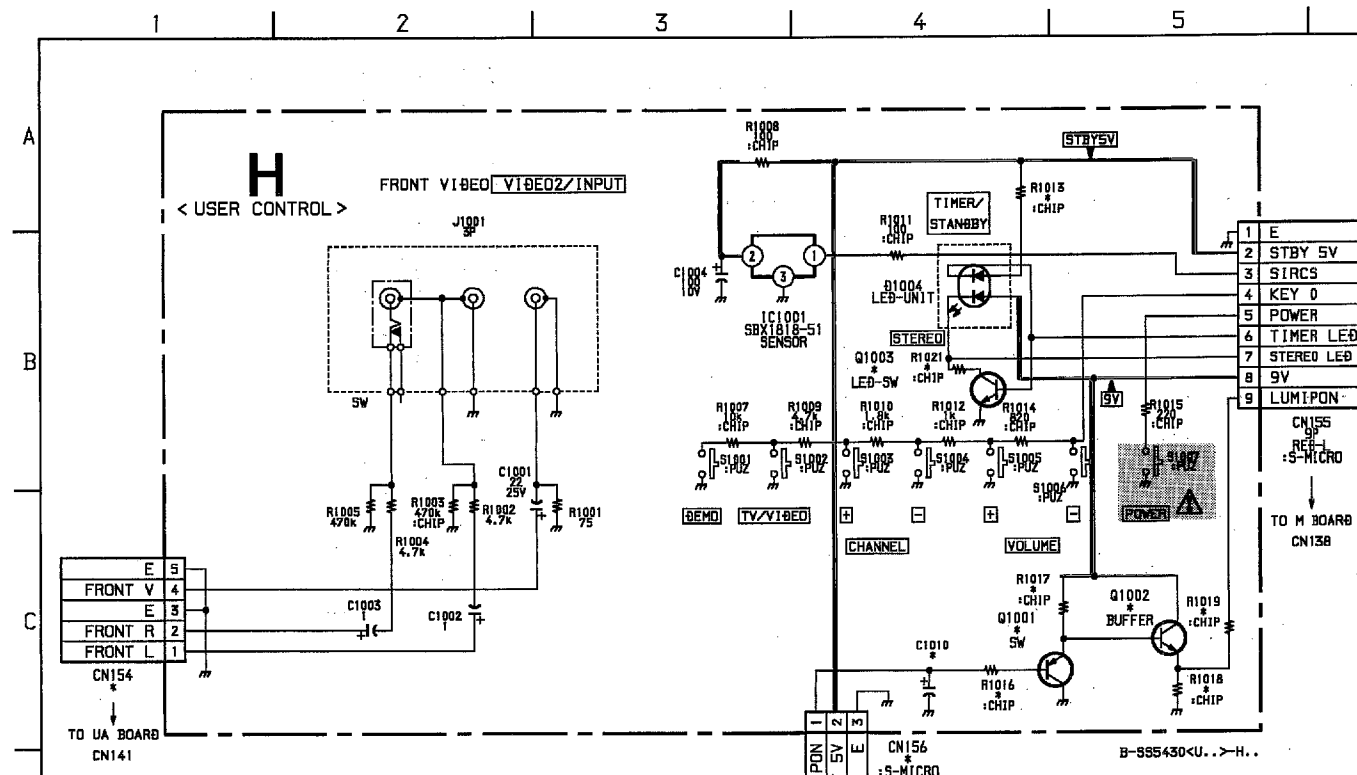 1 2 3 4 5
A
B
C
H
< USER CONTROL >
FRONT VIDEO VIDEO2/INPUT
J1001
3P
SW
R1008
100
:CHIP
STBY5V
R1013
*
:CHIP
TIMER/
STANDBY
R1011
100
:CHIP
C1004
100
10V
2
1
3
IC1001
SBX1818-51
SENSOR
D1004
LED-UNIT
STEREO
Q1003
*
LED-SW
R1021
*
:CHIP
9V
1 E
2 STBY 5V
3 SIRCS
4 KEY 0
5 POWER
6 TIMER LED
7 STEREO LED
8 9V
9 LUMIPON
CN155
9P
:S-MICRO
TO M BOARD
CN138
R1007
10k
:CHIP
R1009
4.7k
:CHIP
R1010
1.8k
:CHIP
R1012
1k
:CHIP
R1014
820
:CHIP
R1015
220
:CHIP
S1001
:PUZ
S1002
:PUZ
S1003
:PUZ
S1004
:PUZ
S1005
:PUZ
S1006
:PUZ
S1007
:PUZ
DEMO
TV/VIDEO
+
-
+
-
POWER
CHANNEL
VOLUME
R1005
470k
R1004
4.7k
R1003
470k
:CHIP
R1002
4.7k
C1001
22
25V
R1001
75
C1003
1
C1002
1
E 5
FRONT V 4
E 3
FRONT R 2
FRONT L 1
CN154
*
TO UA BOARD
CN141
R1017
*
:CHIP
Q1001
*
SW
Q1002
*
BUFFER
R1019
*
:CHIP
C1010
*
R1016
*
:CHIP
R1018
*
:CHIP
1 2 3
PON 5V E
CN156
*
:S-MICRO
B-SS5430<U..>-H..